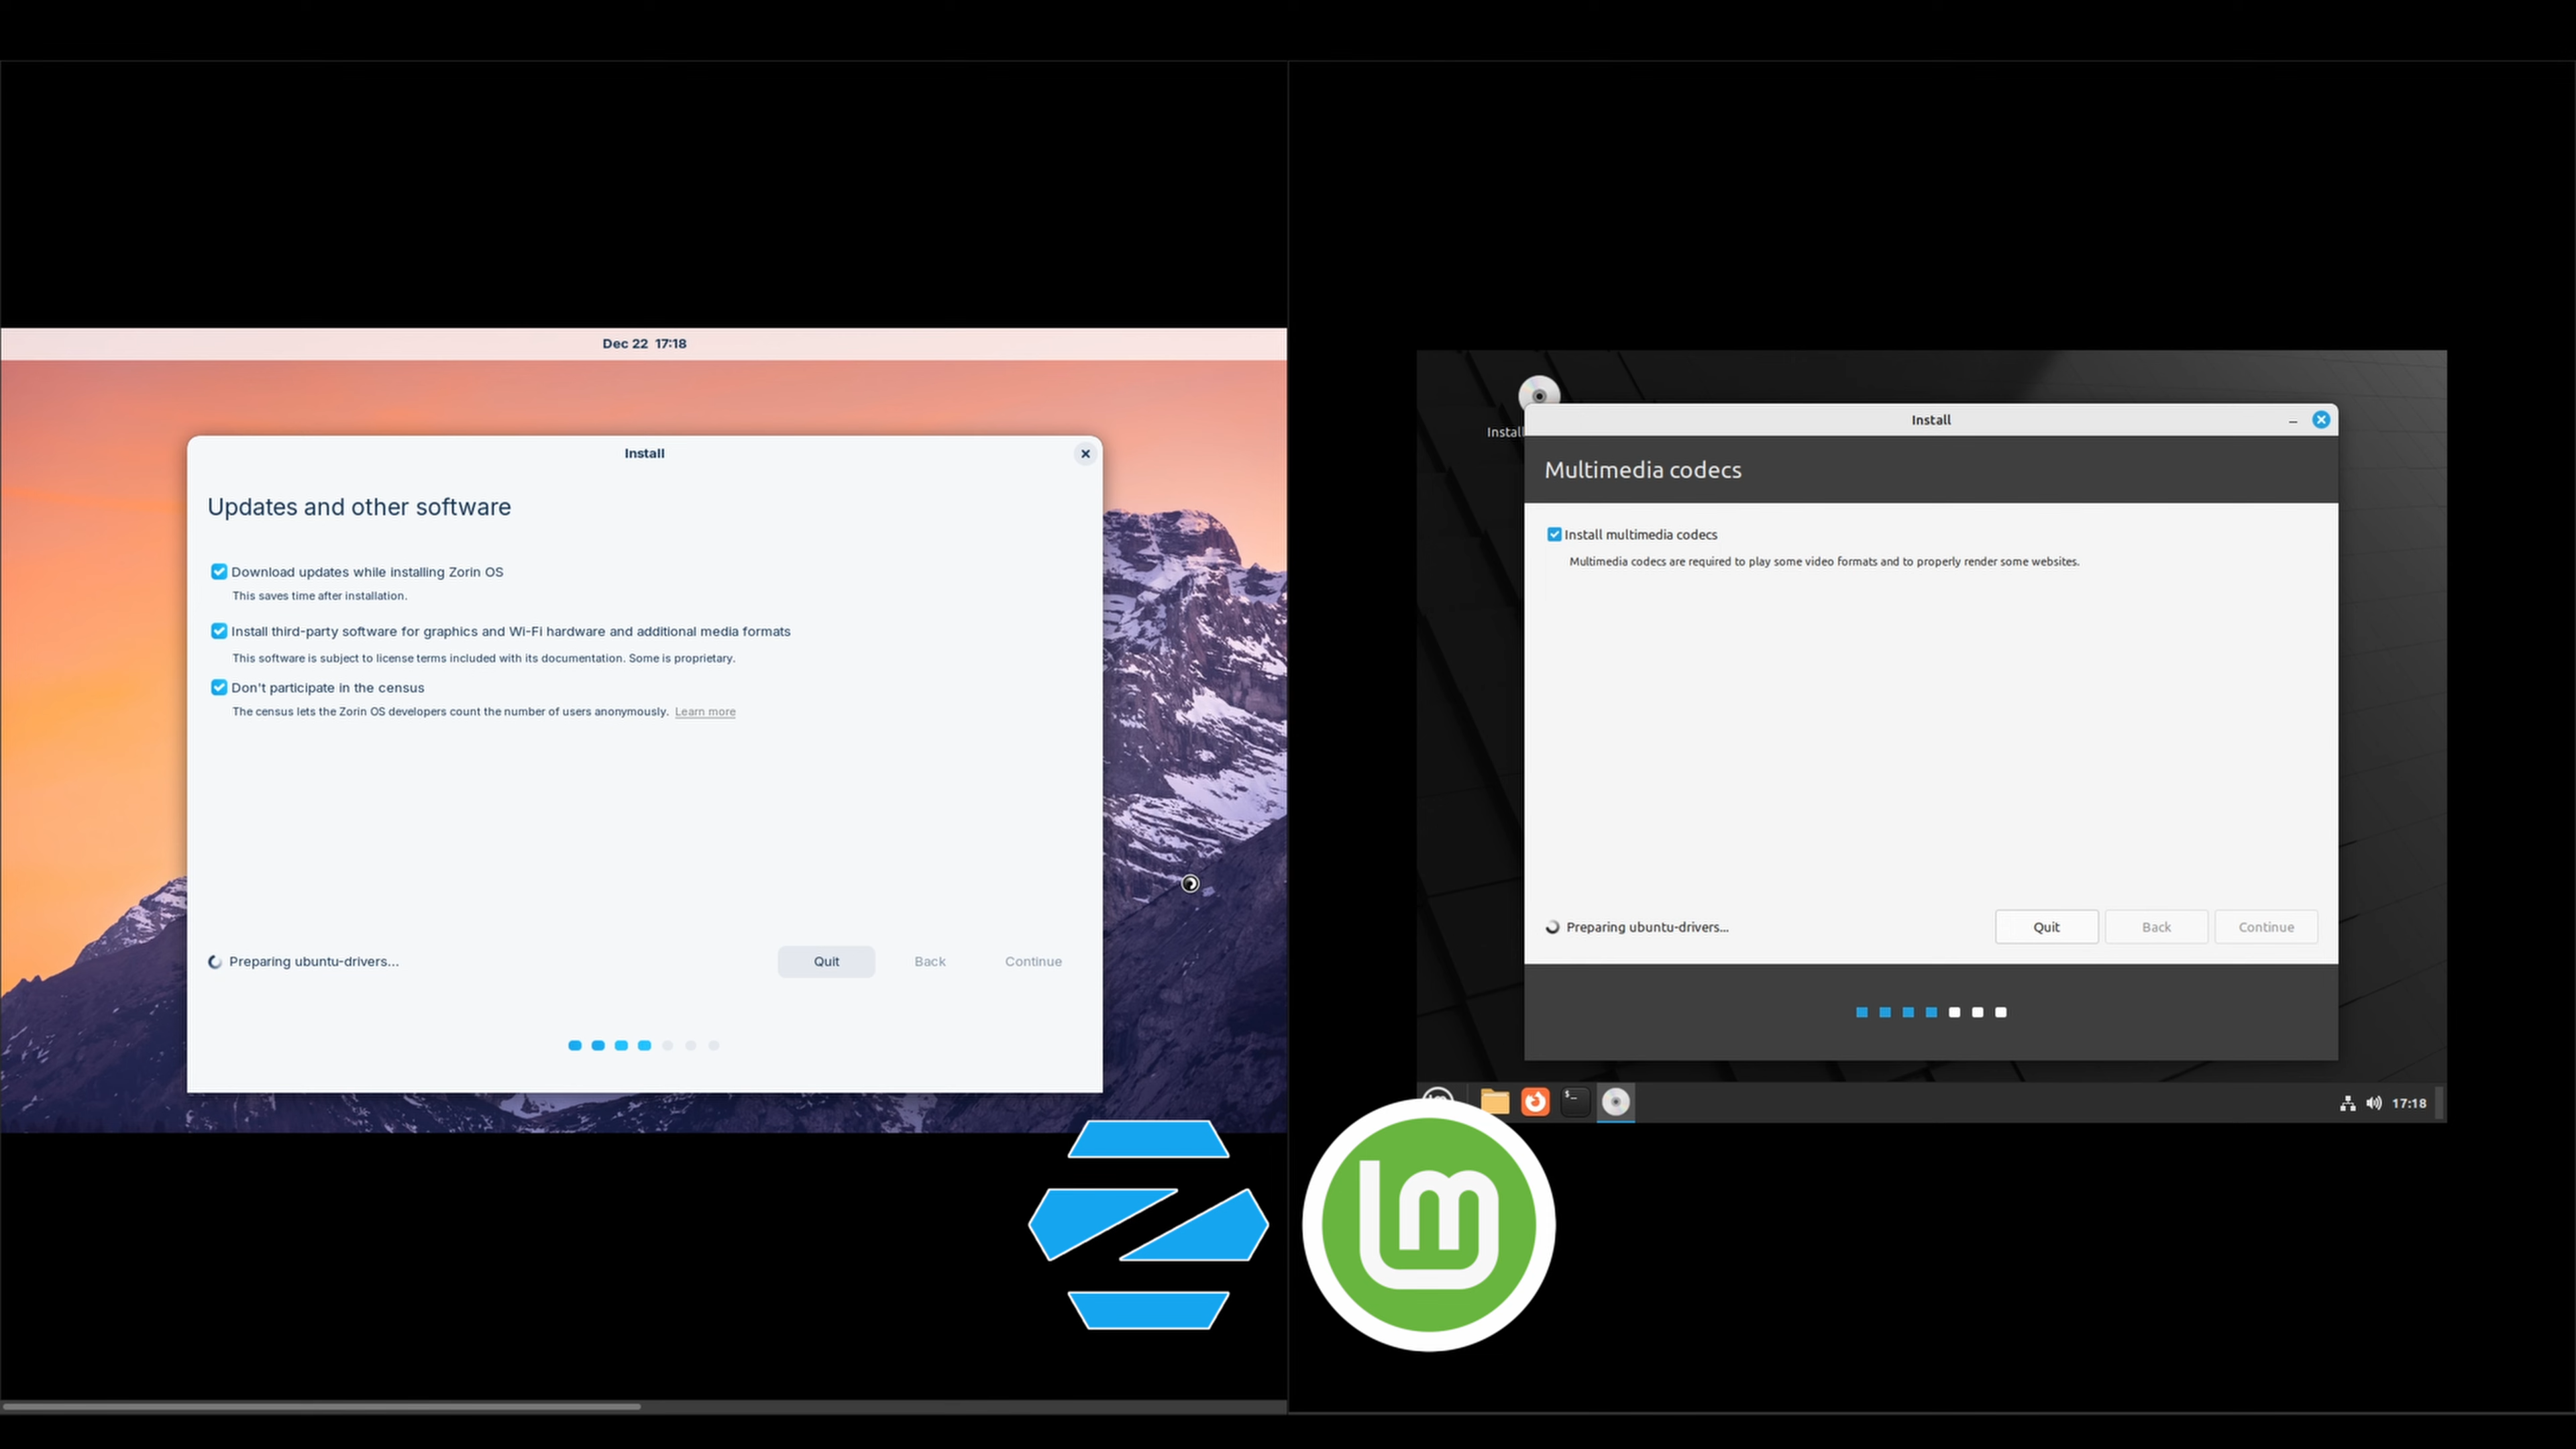 Dec 22 17:18
Install
Updates and other software
Download updates while installing Zorin OS
This saves time after installation.
Install third-party software for graphics and Wi-Fi hardware and additional media formats
This software is subject to license terms included with its documentation. Some is proprietary.
Don't participate in the census
The census lets the Zorin OS developers count the number of users anonymously. Learn more
Preparing ubuntu-drivers...
Quit
Back
Continue
Install
Install
Multimedia codecs
Install multimedia codecs
Multimedia codecs are required to play some video formats and to properly render some websites.
Preparing ubuntu-drivers...
Quit
Back
Continue
$_
17:18
lm